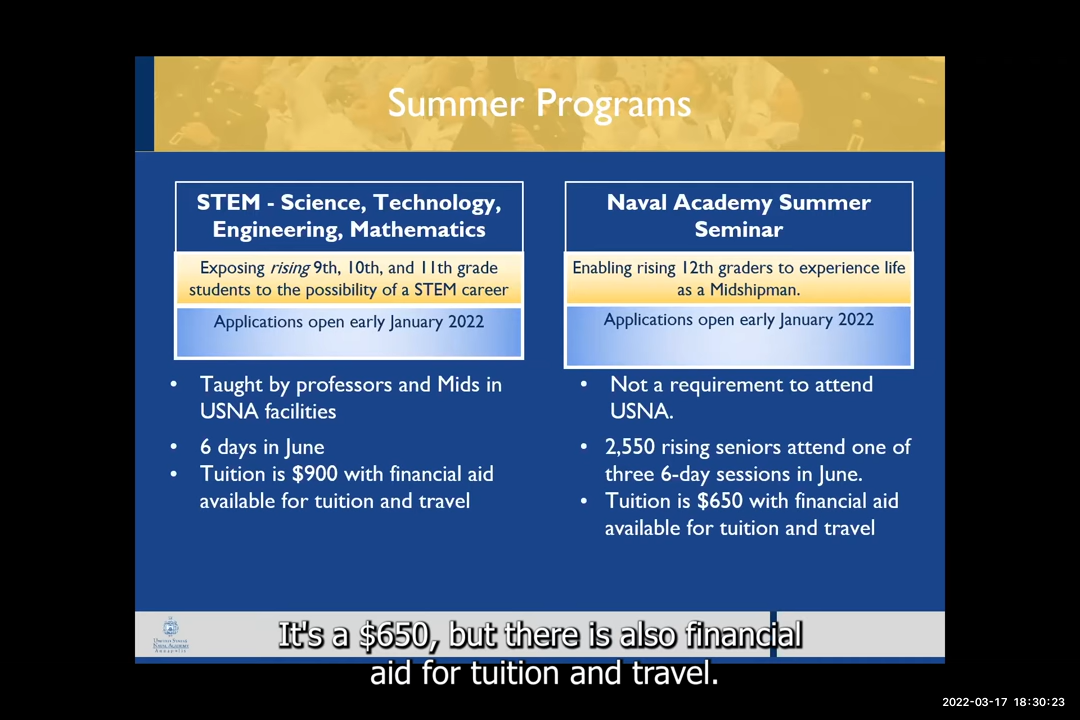 Summer Programs
STEM - Science, Technology,
Engineering, Mathematics
Exposing rising 9th, 10th, and 11th grade
students to the possibility of a STEM career
Applications open early January 2022
• Taught by professors and Mids in
USNA facilities
• 6 days in June
• Tuition is $900 with financial aid
available for tuition and travel
Naval Academy Summer
Seminar
Enabling rising 12th graders to experience life
as a Midshipman.
Applications open early January 2022
• Not a requirement to attend
USNA.
• 2,550 rising seniors attend one of
three 6-day sessions in June.
• Tuition is $650 with financial aid
available for tuition and travel
United States
Naval Academy
Annapolis
It's a $650, but there is also financial
aid for tuition and travel.
2022-03-17 18:30:23